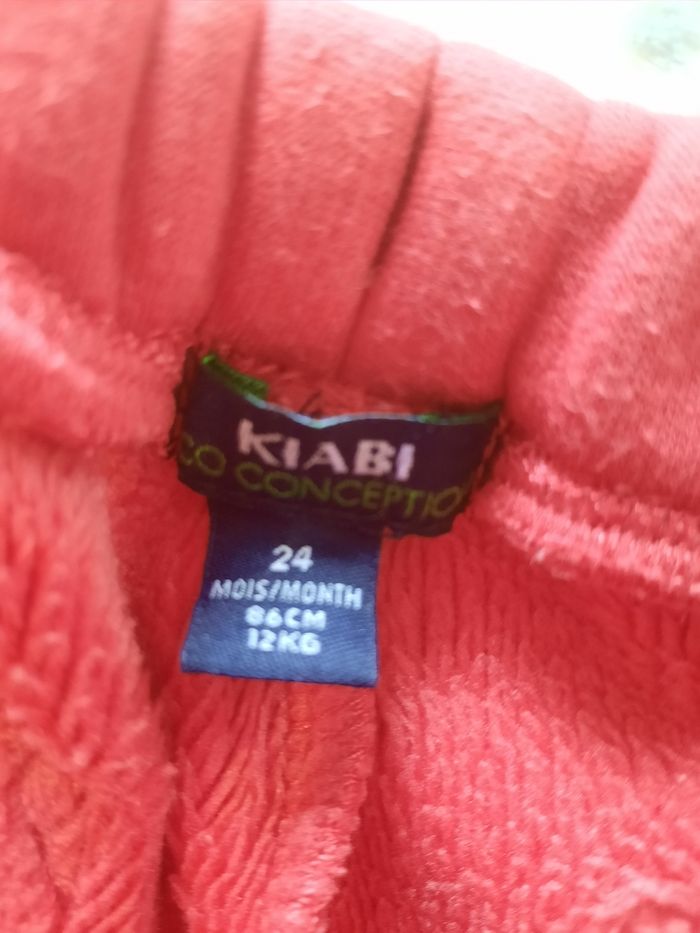 KIABI
CO CONCEPTIO
24
MOIS/MONTH
86CM
12KG